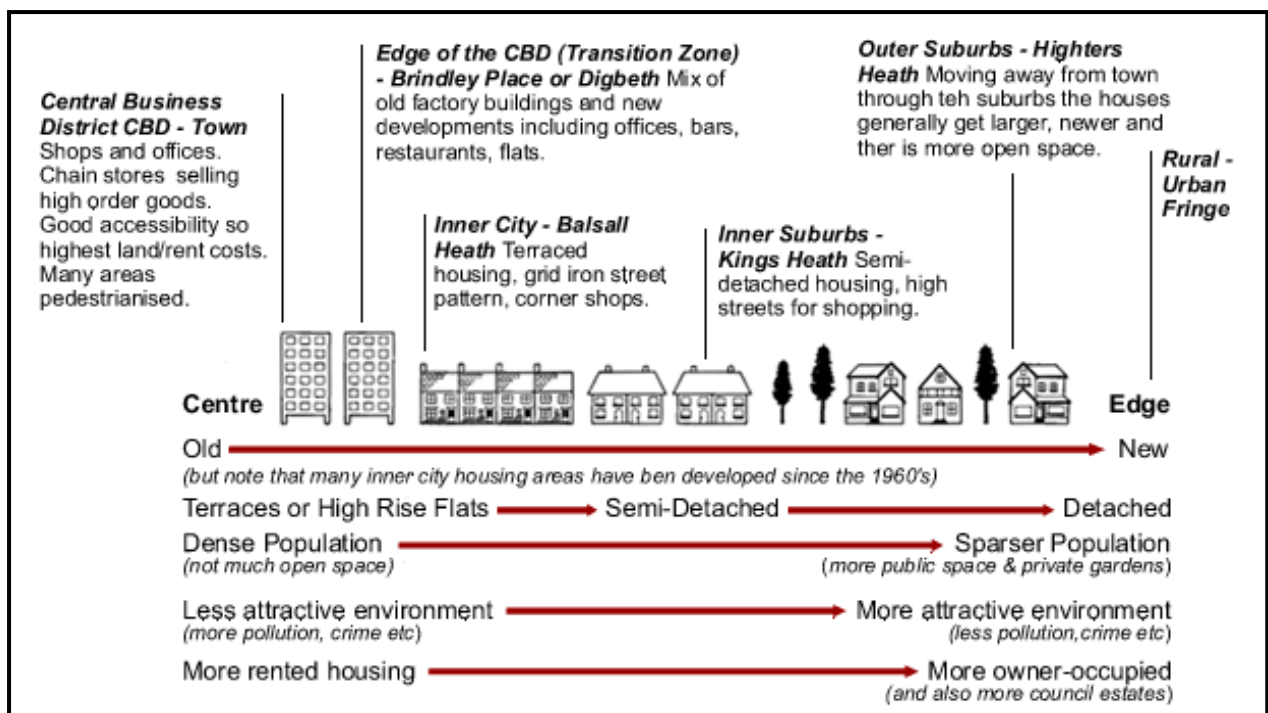 Central Business
District CBD - Town
Shops and offices.
Chain stores selling
high order goods.
Good accessibility so
highest land/rent costs.
Many areas
pedestrianised.
Edge of the CBD (Transition Zone)
- Brindley Place or Digbeth Mix of
old factory buildings and new
developments including offices, bars,
restaurants, flats.
Inner City - Balsall
Heath Terraced
housing, grid iron street
pattern, corner shops.
Inner Suburbs -
Kings Heath Semi-
detached housing, high
streets for shopping.
Outer Suburbs - Highters
Heath Moving away from town
through teh suburbs the houses
generally get larger, newer and
ther is more open space.
Rural -
Urban
Fringe
Centre
Edge
Old
New
(but note that many inner city housing areas have ben developed since the 1960's)
Terraces or High Rise Flats
Semi-Detached
Detached
Dense Population
(not much open space)
Sparser Population
(more public space & private gardens)
Less attractive environment
(more pollution, crime etc)
More attractive environment
(less pollution,crime etc)
More rented housing
More owner-occupied
(and also more council estates)